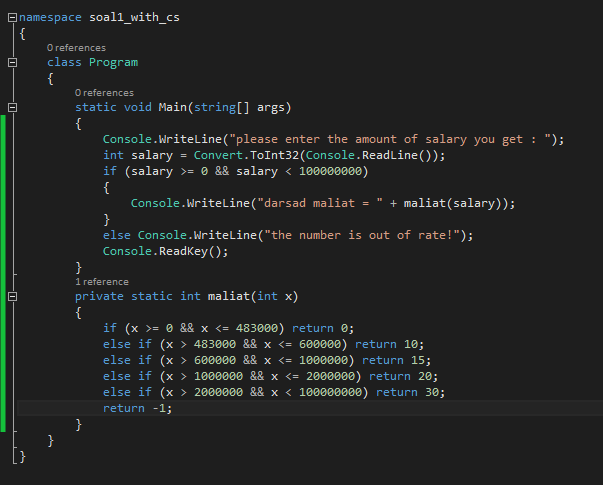 namespace soal1_with_cs
{
0 references
class Program
{
0 references
static void Main(string[] args)
{
Console.WriteLine("please enter the amount of salary you get : ");
int salary = Convert.ToInt32(Console.ReadLine());
if (salary >= 0 && salary < 100000000)
{
Console.WriteLine("darsad maliat = " + maliat(salary));
}
else Console.WriteLine("the number is out of rate!");
Console.ReadKey();
}
1 reference
private static int maliat(int x)
{
if (x >= 0 && x <= 483000) return 0;
else if (x > 483000 && x <= 600000) return 10;
else if (x > 600000 && x <= 1000000) return 15;
else if (x > 1000000 && x <= 2000000) return 20;
else if (x > 2000000 && x < 100000000) return 30;
return -1;
}
}
}